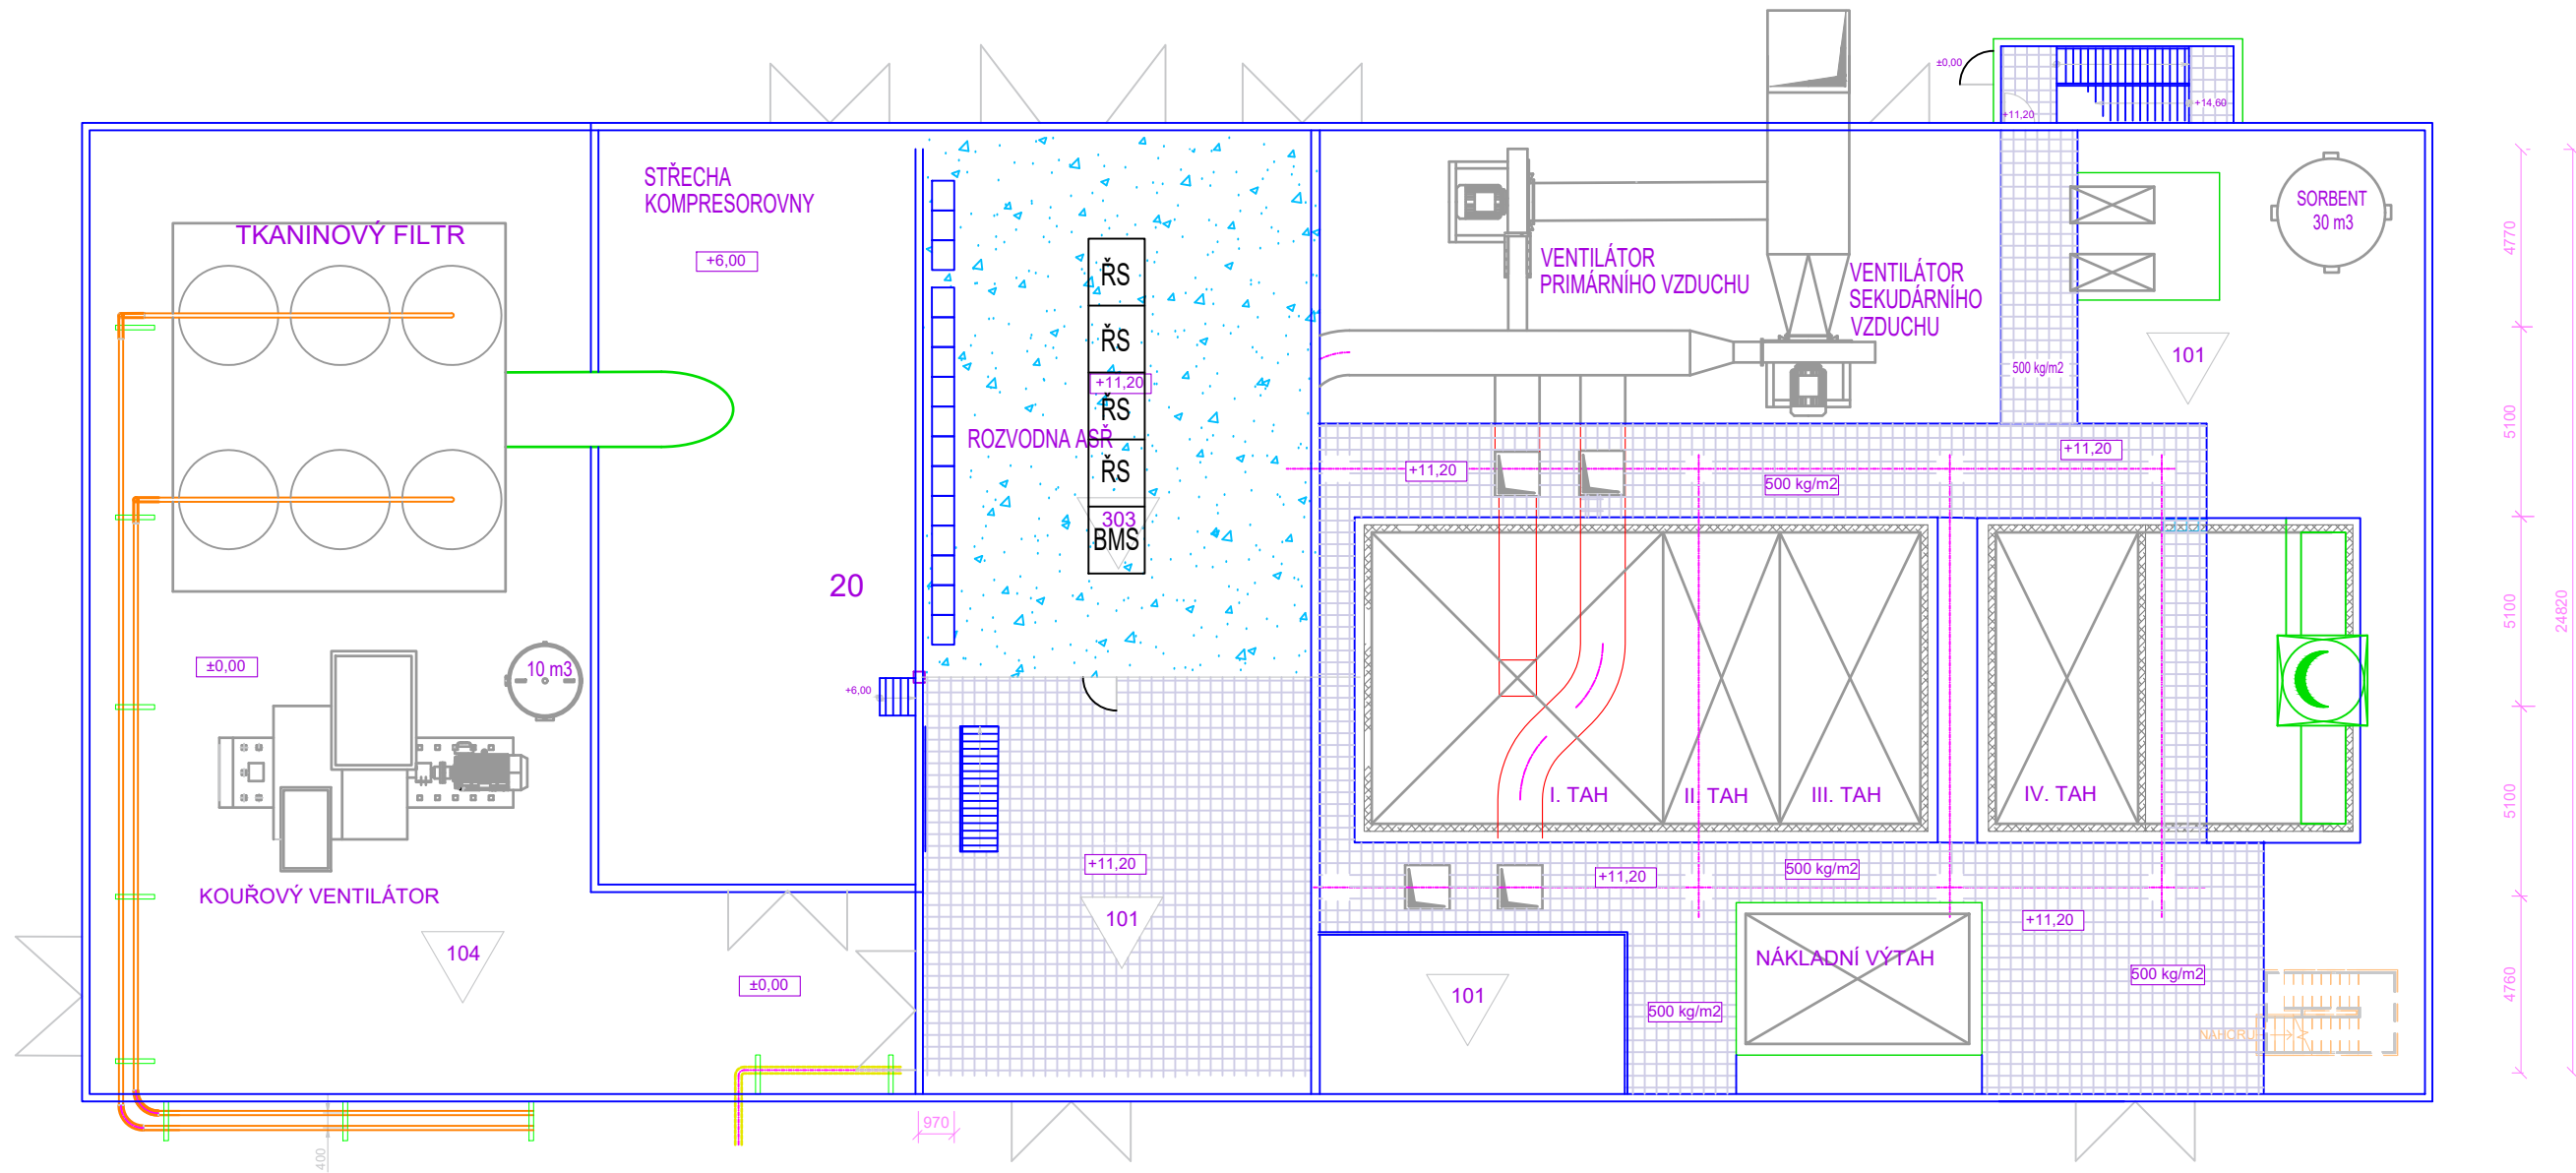 ±0,00
+11,20
+14,60
STŘECHA
KOMPRESOROVNY
+6,00
TKANINOVÝ FILTR
SORBENT
30 m3
VENTILÁTOR
PRIMÁRNÍHO VZDUCHU
VENTILÁTOR
SEKUDÁRNÍHO
VZDUCHU
ŘS
ŘS
+11,20
ŘS
ROZVODNA ASŘ
ŘS
303
BMS
500 kg/m2
101
+11,20
+11,20
500 kg/m2
20
±0,00
10 m3
+6,00
I. TAH
II. TAH
III. TAH
IV. TAH
KOUŘOVÝ VENTILÁTOR
+11,20
+11,20
500 kg/m2
101
104
±0,00
+11,20
NÁKLADNÍ VÝTAH
101
500 kg/m2
500 kg/m2
NAHORU
970
400
4770
5100
5100
5100
4760
24820